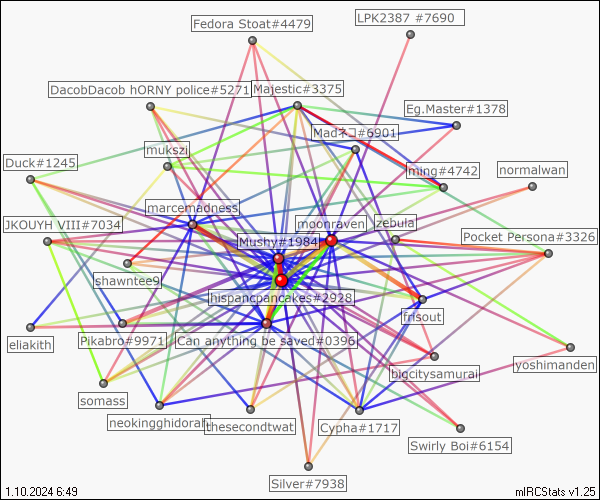 Fedora Stoat#4479
LPK2387 #7690
DacobDacob hORNY police#5271
Majestic#3375
Eg.Master#1378
Madネコ#6901
mukszi
Duck#1245
ming#4742
normalwan
marcemadness
moonraven
zebula
JKOUYH VIII#7034
Mushy#1984
Pocket Persona#3326
shawntee9
hispancpancakes#2928
frisout
eliakith
Pikabro#9971
Can anything be saved#0396
yoshimanden
bigcitysamurai
somass
neokingghidorah
thesecondtwat
Cypha#1717
Swirly Boi#6154
Silver#7938
1.10.2024 6:49
mIRCStats v1.25